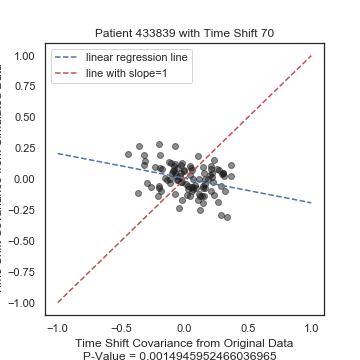 Patient 433839 with Time Shift 70
linear regression line
line with slope=1
1.00
0.75
0.50
0.25
0.00
−0.25
−0.50
−0.75
−1.00
−1.0
−0.5
0.0
0.5
1.0
Time Shift Covariance from Original Data
P-Value = 0.0014945952466036965